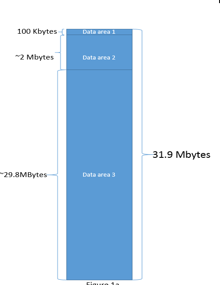 100 Kbytes
Data area 1
~2 Mbytes
Data area 2
31.9 Mbytes
~29.8MBytes
Data area 3
Figure 1a